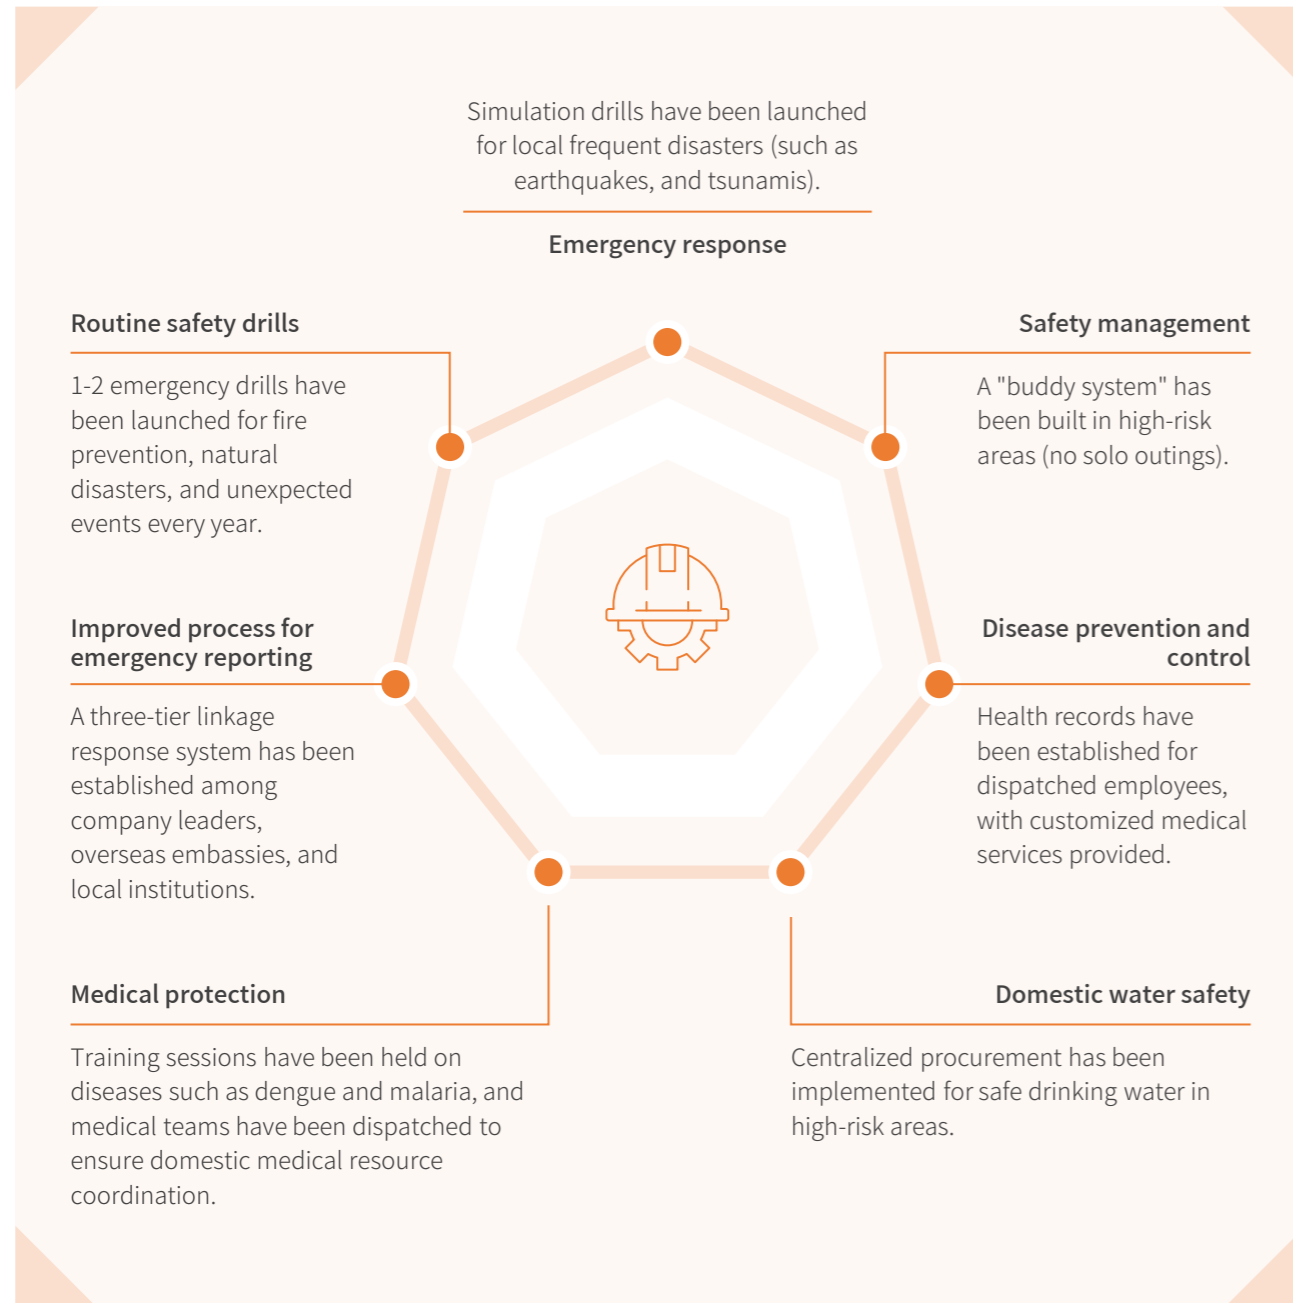 Simulation drills have been launched
for local frequent disasters (such as
earthquakes, and tsunamis).
Emergency response
Routine safety drills
1-2 emergency drills have
been launched for fire
prevention, natural
disasters, and unexpected
events every year.
Safety management
A "buddy system" has
been built in high-risk
areas (no solo outings).
Improved process for
emergency reporting
A three-tier linkage
response system has been
established among
company leaders,
overseas embassies, and
local institutions.
Disease prevention and
control
Health records have
been established for
dispatched employees,
with customized medical
services provided.
Medical protection
Training sessions have been held on
diseases such as dengue and malaria, and
medical teams have been dispatched to
ensure domestic medical resource
coordination.
Domestic water safety
Centralized procurement has been
implemented for safe drinking water in
high-risk areas.